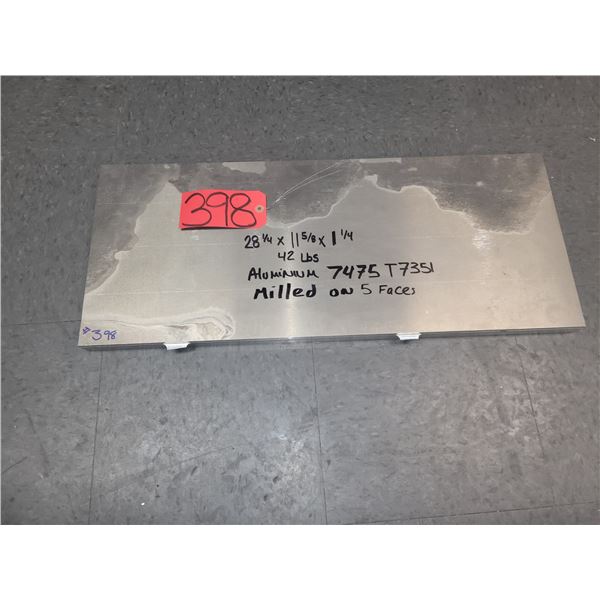 398
28 1/4 x 11 5/8 x 1 1/4
42 Lbs
ALUMINIUM 7475 T7351
Milled on 5 Faces
# 398